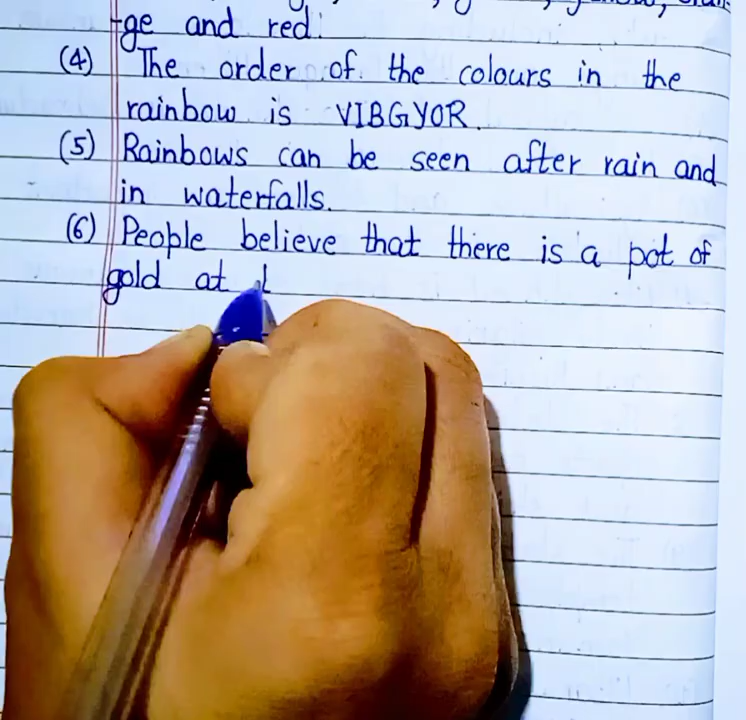 -ge and red.
(4) The order of the colours in the
rainbow is VIBGYOR.
(5) Rainbows can be seen after rain and
in waterfalls.
(6) People believe that there is a pot of
gold at